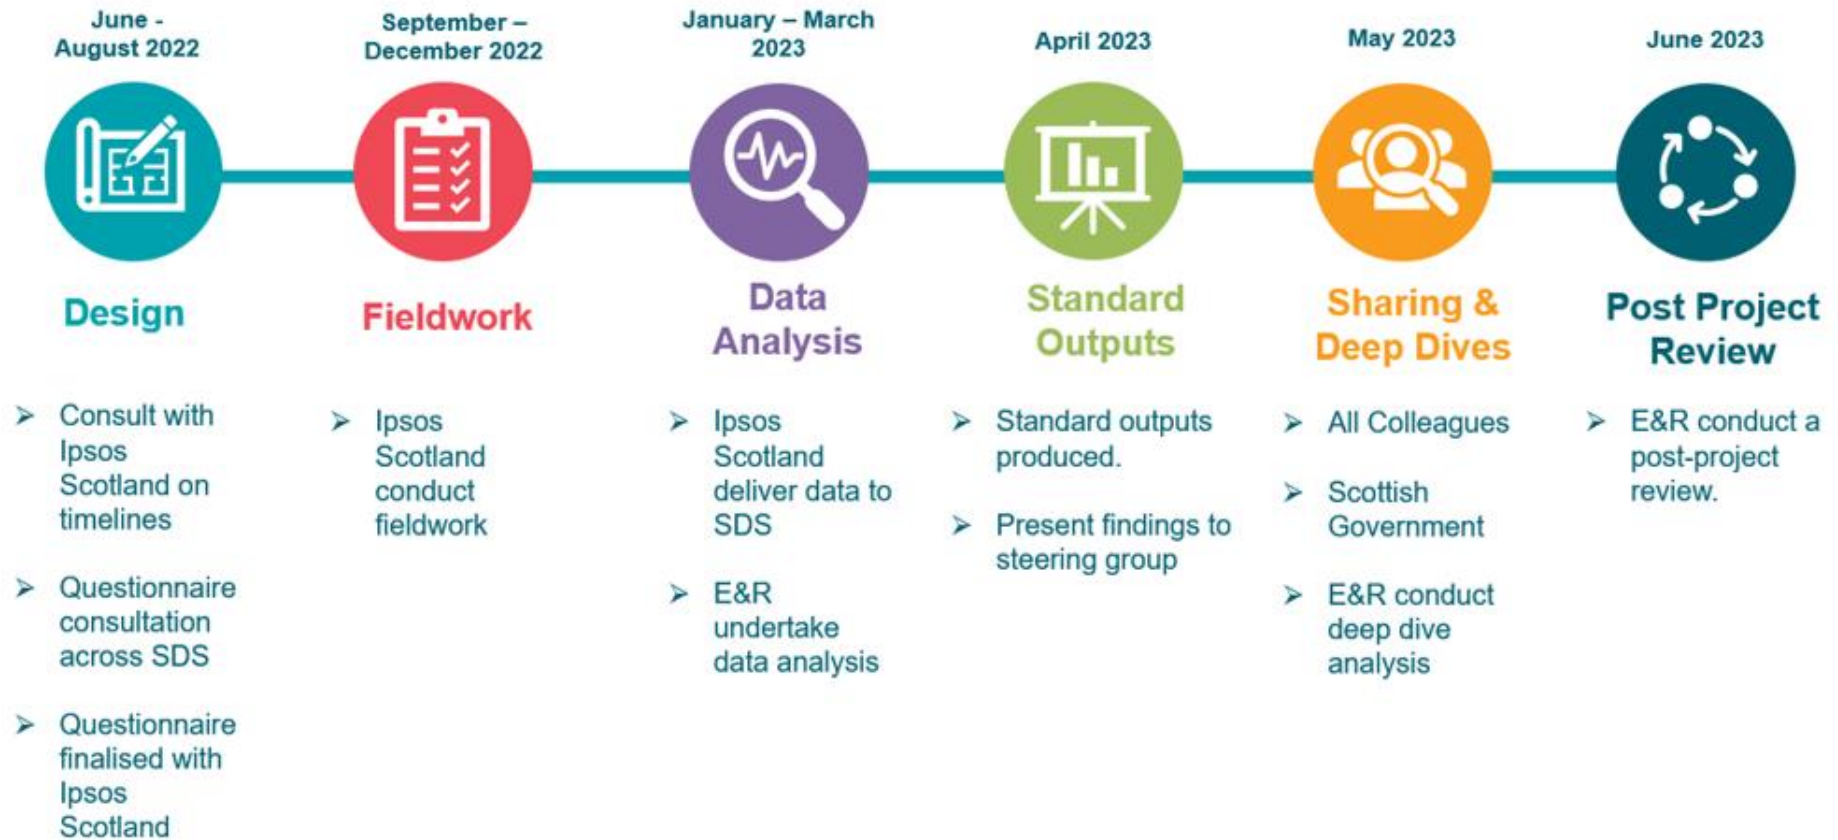 June -
August 2022
September –
December 2022
January – March
2023
April 2023
May 2023
June 2023
Design
Fieldwork
Data
Analysis
Standard
Outputs
Sharing &
Deep Dives
Post Project
Review
➢ Consult with
Ipsos
Scotland on
timelines
➢ Questionnaire
consultation
across SDS
➢ Questionnaire
finalised with
Ipsos
Scotland
➢ Ipsos
Scotland
conduct
fieldwork
➢ Ipsos
Scotland
deliver data to
SDS
➢ E&R
undertake
data analysis
➢ Standard outputs
produced.
➢ Present findings to
steering group
➢ All Colleagues
➢ Scottish
Government
➢ E&R conduct
deep dive
analysis
➢ E&R conduct a
post-project
review.